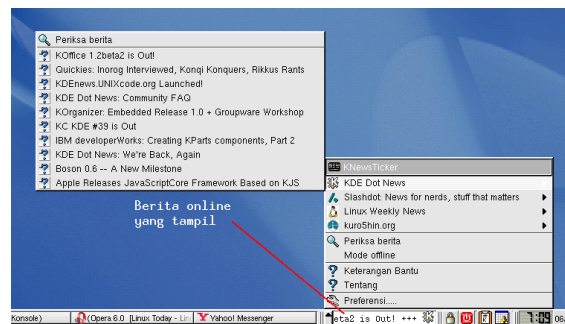 Periksa berita
KOffice 1.2beta2 is Out!
Quickies: Inorog Interviewed, Konqi Konquers, Rikkus Rants
KDEnews.UNIXcode.org Launched!
KDE Dot News: Community FAQ
KOrganizer: Embedded Release 1.0 + Groupware Workshop
KC KDE #39 is Out
IBM developerWorks: Creating KParts components, Part 2
KDE Dot News: We're Back, Again
Boson 0.6 -- A New Milestone
Apple Releases JavaScriptCore Framework Based on KJS
KNewsTicker
KDE Dot News
Slashdot: News for nerds, stuff that matters
Linux Weekly News
kuro5hin.org
Periksa berita
Mode offline
Keterangan Bantu
Tentang
Preferensi.....
Berita online
yang tampil
Konsole) (Opera 6.0 [Linux Today - Lin Yahoo! Messenger eta2 is Out! +++ 7:09 06